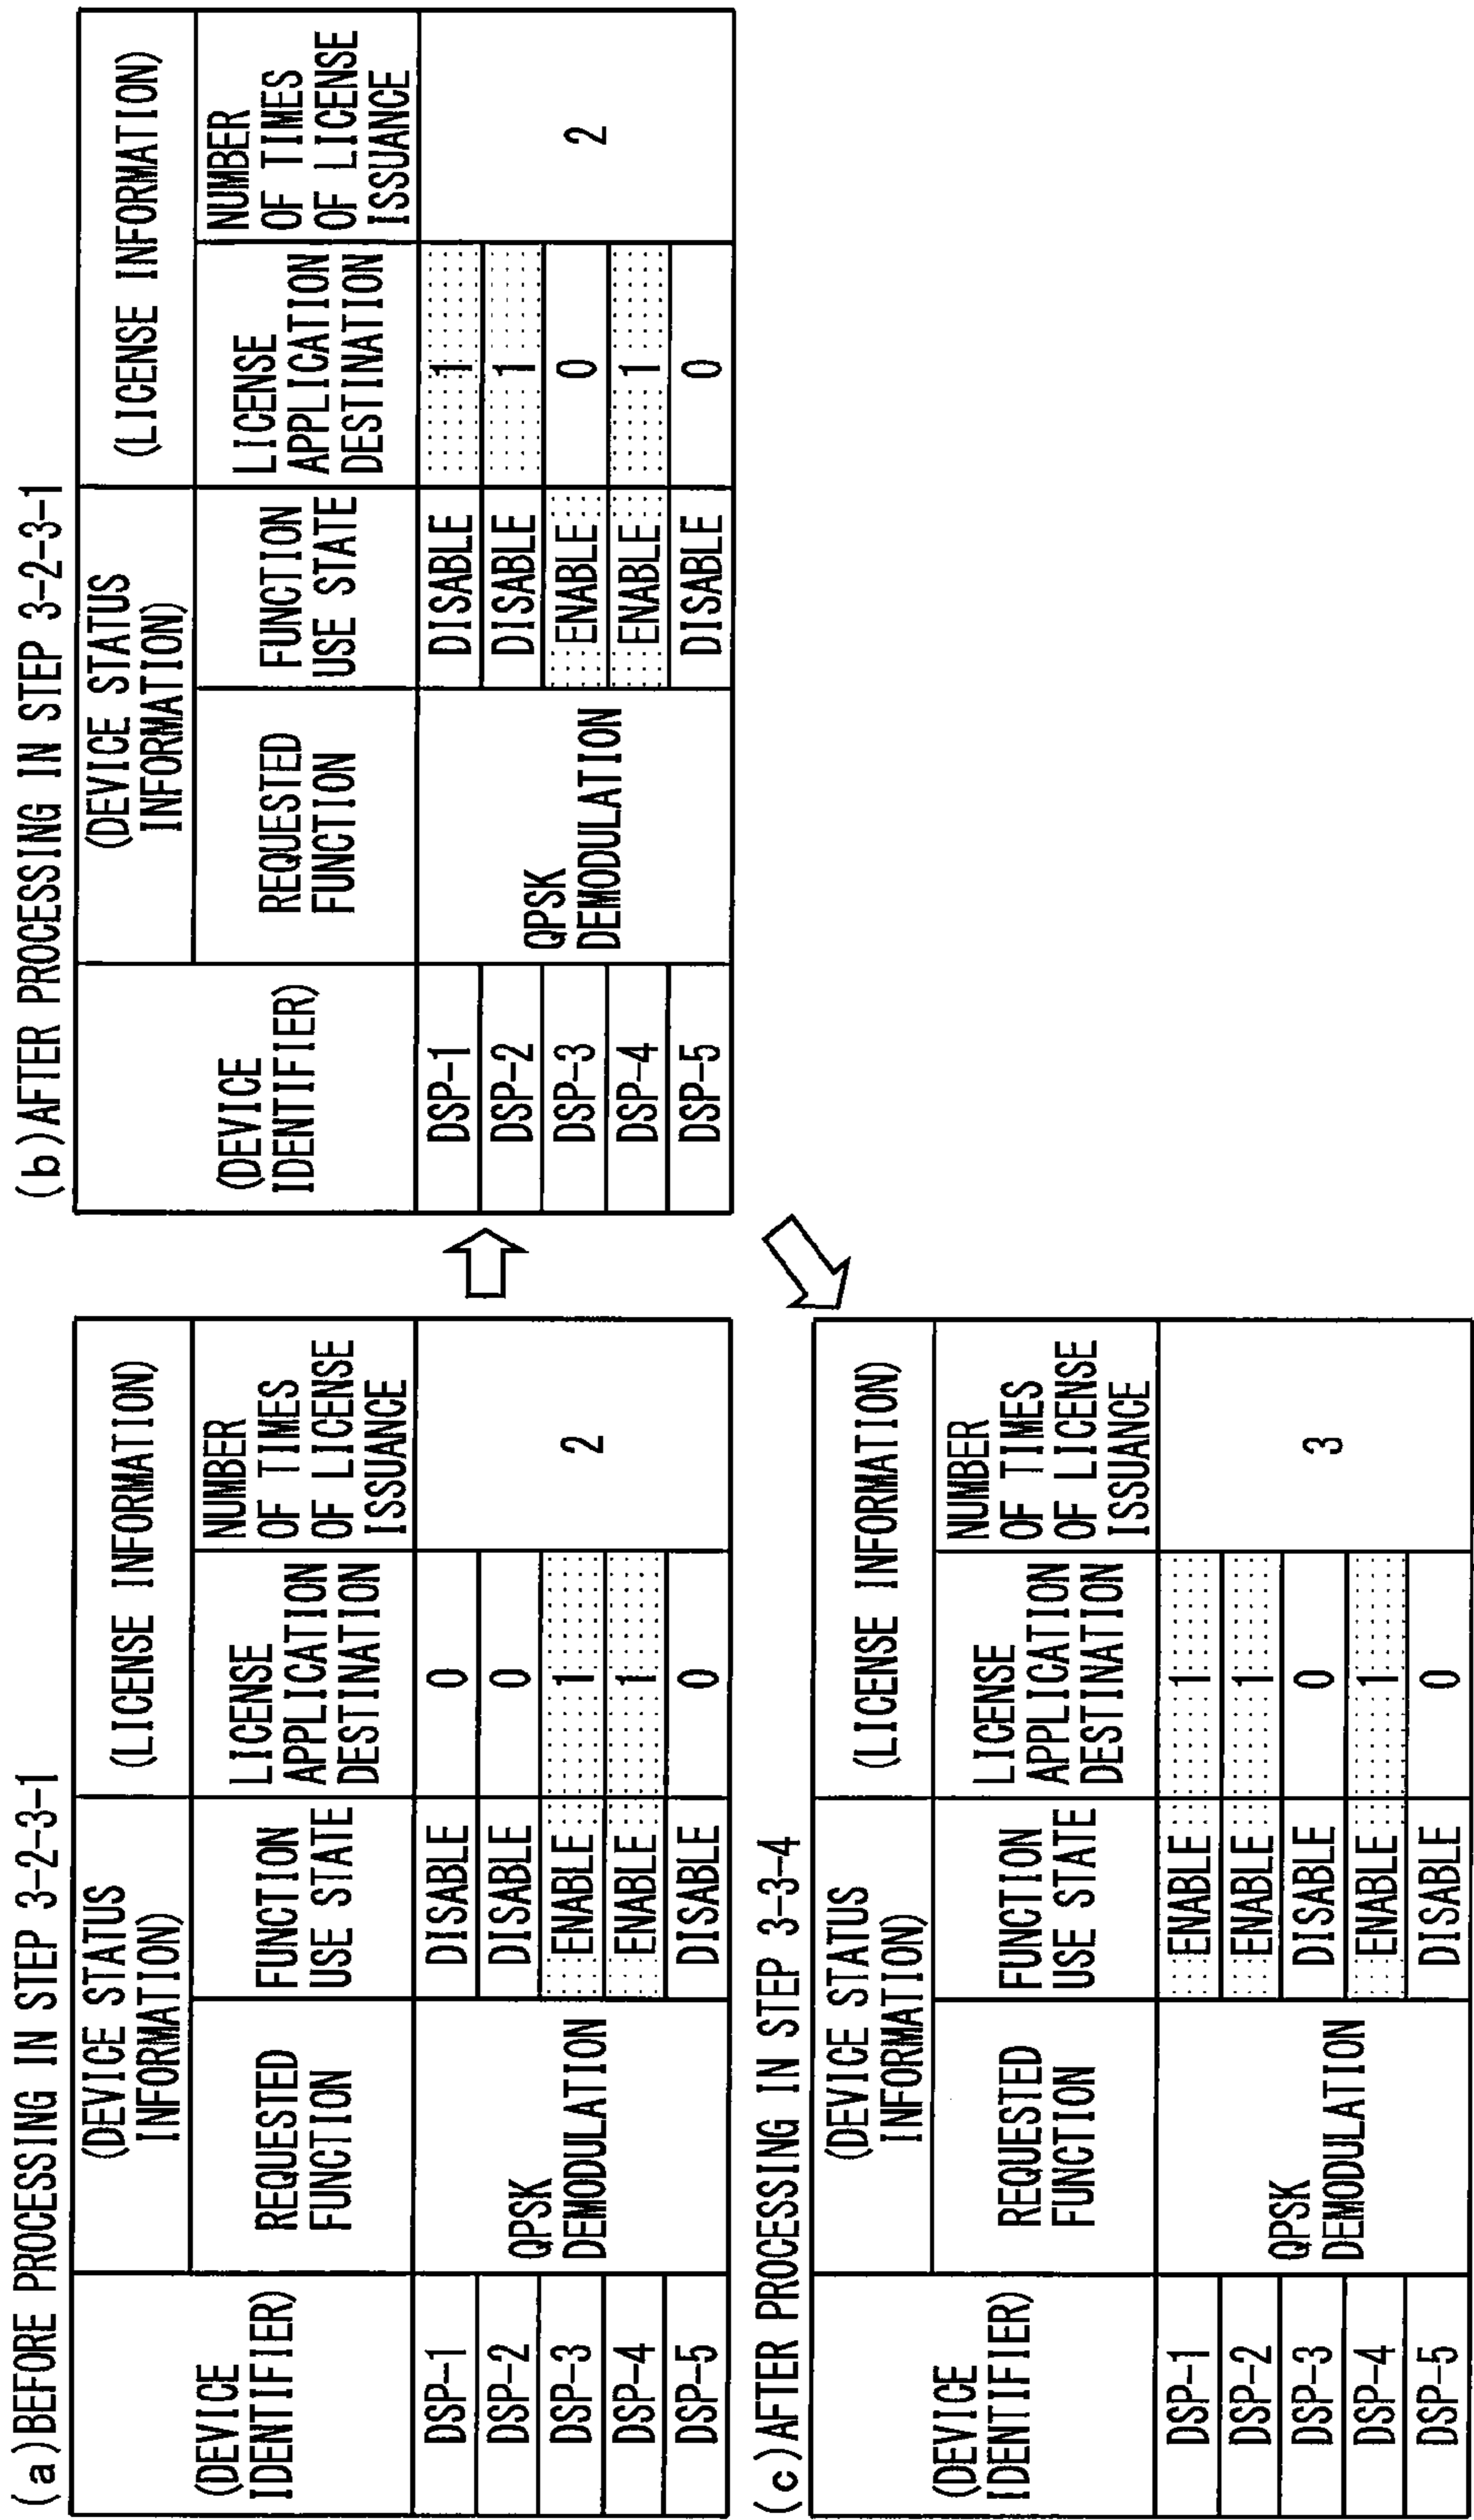 (a)BEFORE PROCESSING IN STEP 3-2-3-1
(DEVICE
IDENTIFIER)
(DEVICE STATUS
INFORMATION)
(LICENSE INFORMATION)
REQUESTED
FUNCTION
FUNCTION
USE STATE
LICENSE
APPLICATION
DESTINATION
NUMBER
OF TIMES
OF LICENSE
ISSUANCE
DSP-1
DISABLE
0
DSP-2
DISABLE
0
DSP-3
QPSK
DEMODULATION
ENABLE
1
2
DSP-4
ENABLE
1
DSP-5
DISABLE
0
(b)AFTER PROCESSING IN STEP 3-2-3-1
(DEVICE
IDENTIFIER)
(DEVICE STATUS
INFORMATION)
(LICENSE INFORMATION)
REQUESTED
FUNCTION
FUNCTION
USE STATE
LICENSE
APPLICATION
DESTINATION
NUMBER
OF TIMES
OF LICENSE
ISSUANCE
DSP-1
DISABLE
1
DSP-2
DISABLE
1
DSP-3
QPSK
DEMODULATION
ENABLE
0
2
DSP-4
ENABLE
1
DSP-5
DISABLE
0
(c)AFTER PROCESSING IN STEP 3-3-4
(DEVICE
IDENTIFIER)
(DEVICE STATUS
INFORMATION)
(LICENSE INFORMATION)
REQUESTED
FUNCTION
FUNCTION
USE STATE
LICENSE
APPLICATION
DESTINATION
NUMBER
OF TIMES
OF LICENSE
ISSUANCE
DSP-1
ENABLE
1
DSP-2
ENABLE
1
DSP-3
QPSK
DEMODULATION
DISABLE
0
3
DSP-4
ENABLE
1
DSP-5
DISABLE
0